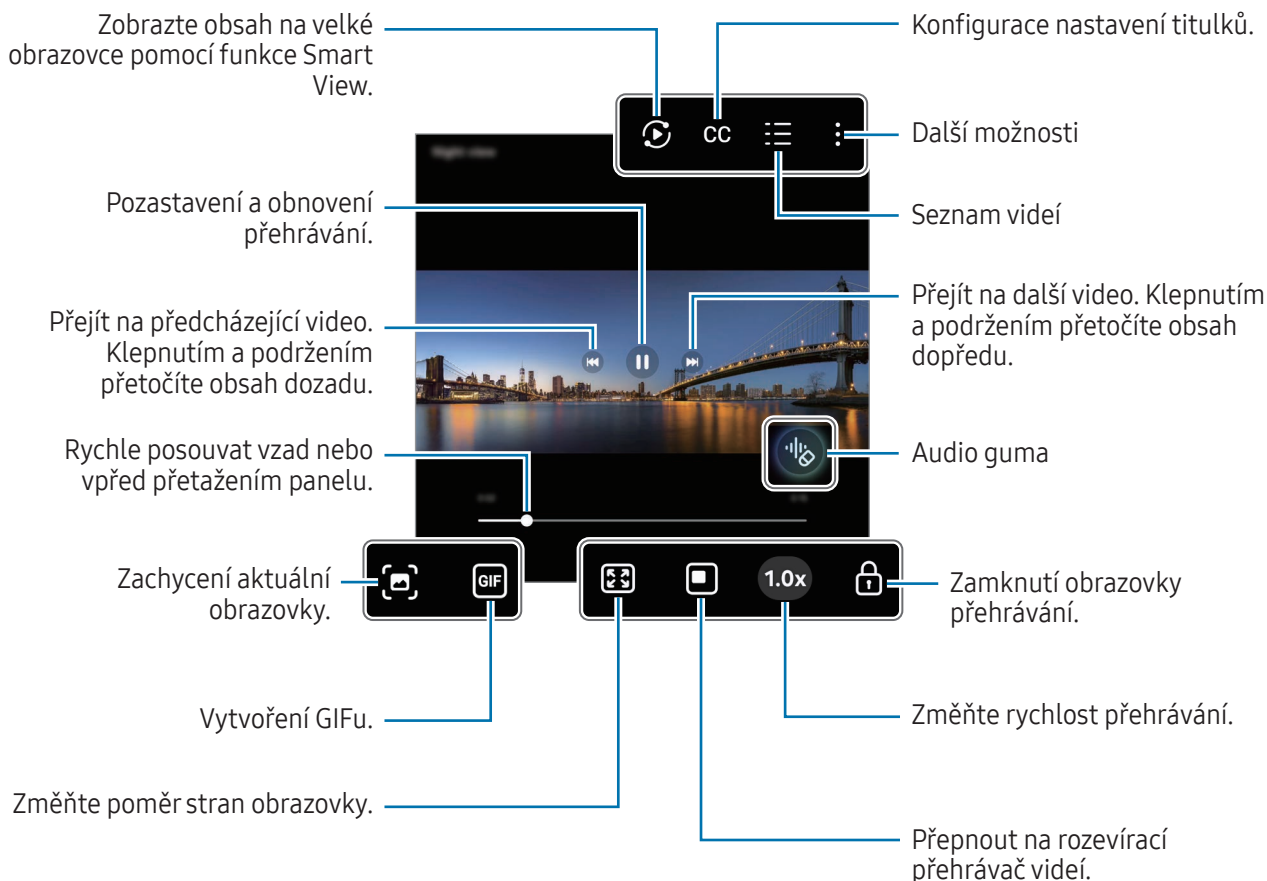 Zobrazte obsah na velké
obrazovce pomocí funkce Smart
View.
Konfigurace nastavení titulků.
CC
Další možnosti
Seznam videí
Pozastavení a obnovení
přehrávání.
Přejít na předcházející video.
Klepnutím a podržením
přetočíte obsah dozadu.
Přejít na další video. Klepnutím
a podržením přetočíte obsah
dopředu.
Rychle posouvat vzad nebo
vpřed přetažením panelu.
Audio guma
Zachycení aktuální
obrazovky.
GIF
1.0x
Zamknutí obrazovky
přehrávání.
Vytvoření GIFu.
Změňte rychlost přehrávání.
Změňte poměr stran obrazovky.
Přepnout na rozevírací
přehrávač videí.